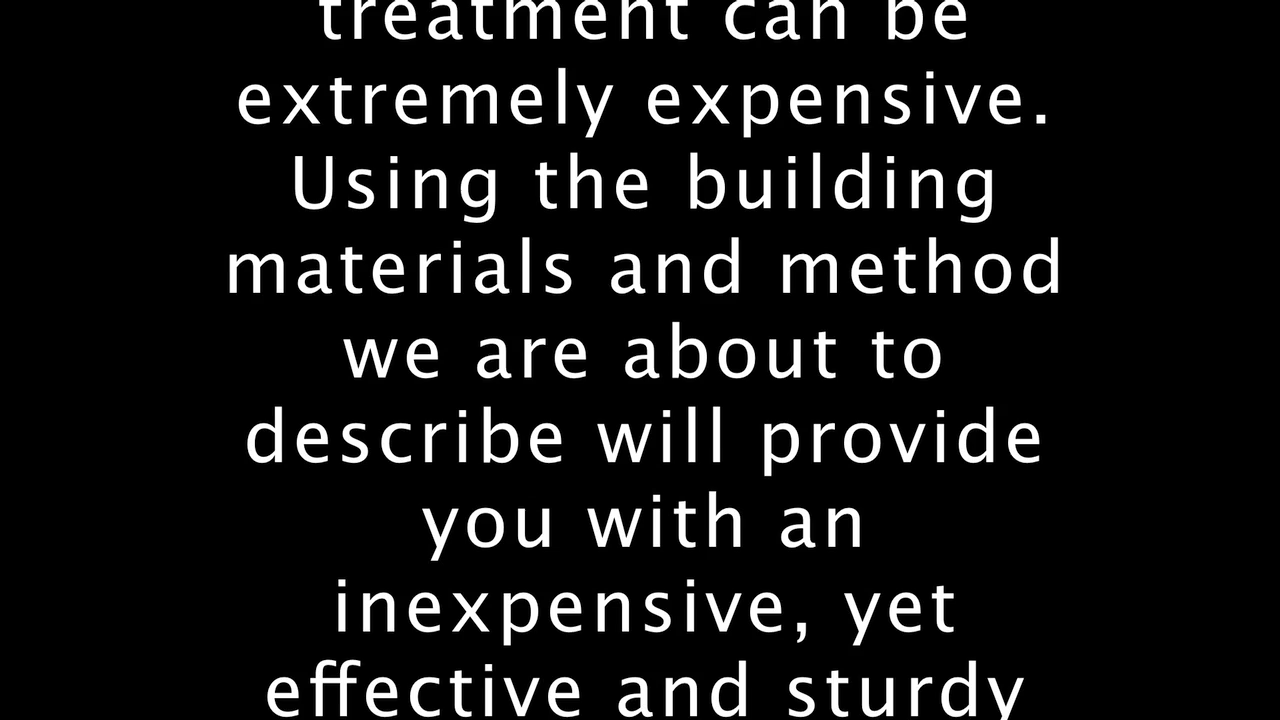 treatment can be
extremely expensive.
Using the building
materials and method
we are about to
describe will provide
you with an
inexpensive, yet
effective and sturdy